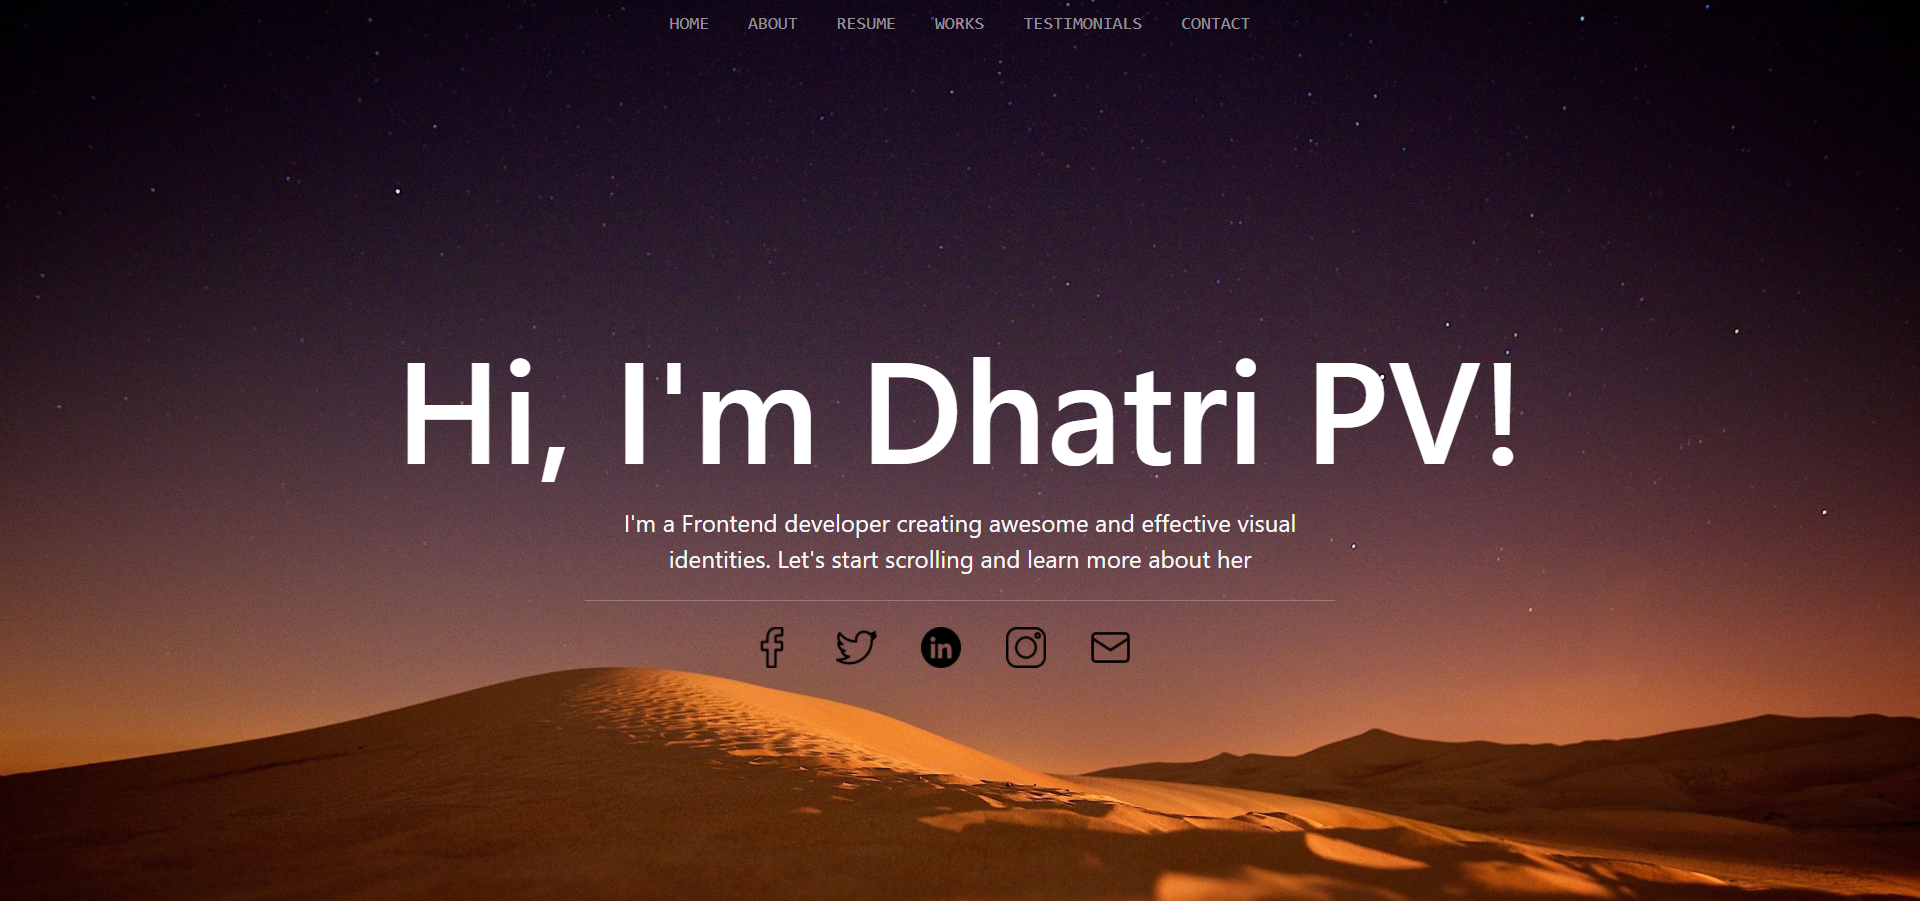 HOME ABOUT RESUME WORKS TESTIMONIALS CONTACT
Hi, I'm Dhatri PV!
I'm a Frontend developer creating awesome and effective visual
identities. Let's start scrolling and learn more about her
in